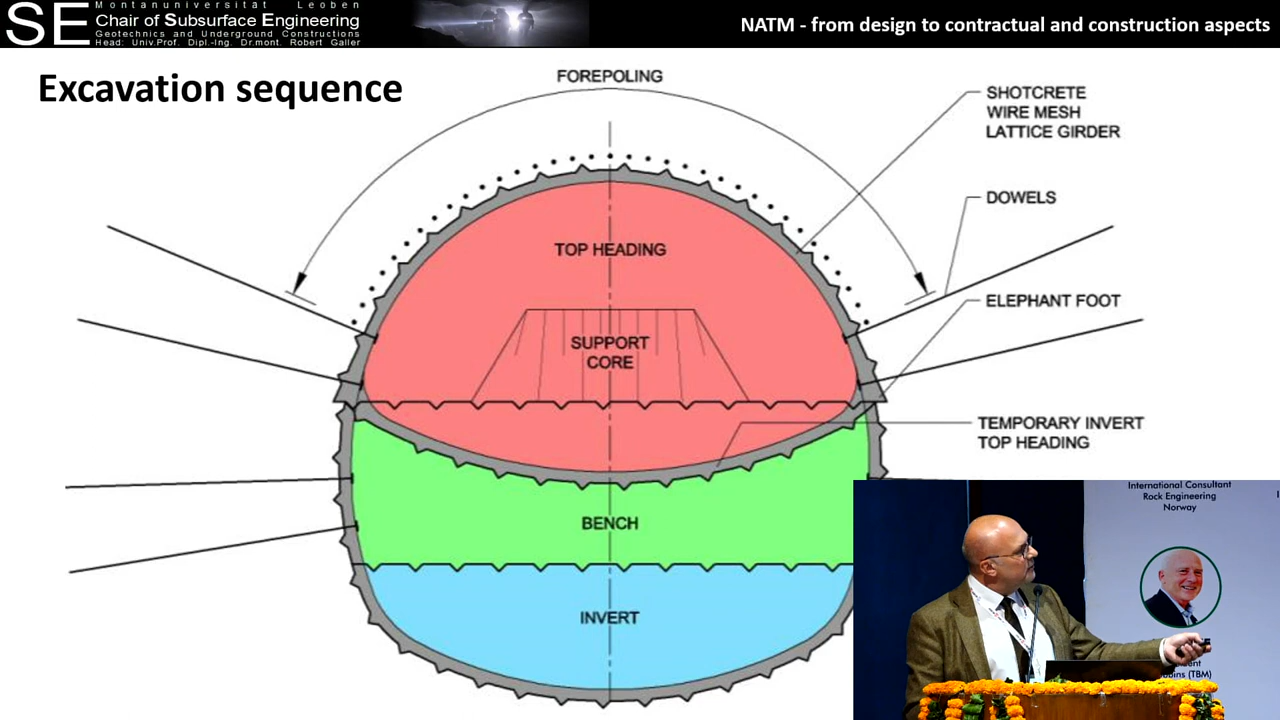 SE
Montanuniversität Leoben
Chair of Subsurface Engineering
Geotechnics and Underground Constructions
Head: Univ.Prof. Dipl.-Ing. Dr.mont. Robert Galler
NATM - from design to contractual and construction aspects
Excavation sequence
FOREPOLING
SHOTCRETE
WIRE MESH
LATTICE GIRDER
DOWELS
TOP HEADING
ELEPHANT FOOT
SUPPORT
CORE
TEMPORARY INVERT
TOP HEADING
BENCH
INVERT
International Consultant
Rock Engineering
Norway
(TBM)